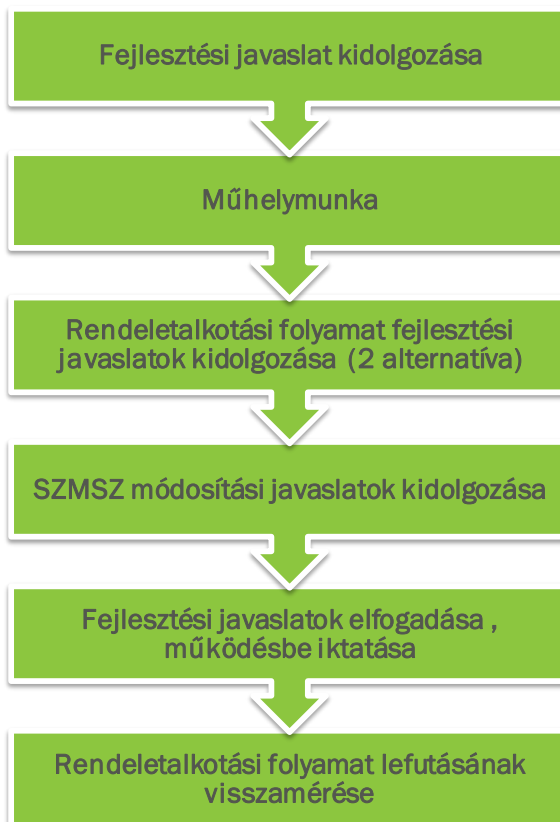 Fejlesztési javaslat kidolgozása
Műhelymunka
Rendeletalkotási folyamat fejlesztési
javaslatok kidolgozása (2 alternatíva)
SZMSZ módosítási javaslatok kidolgozása
Fejlesztési javaslatok elfogadása ,
működésbe iktatása
Rendeletalkotási folyamat lefutásának
visszamérése